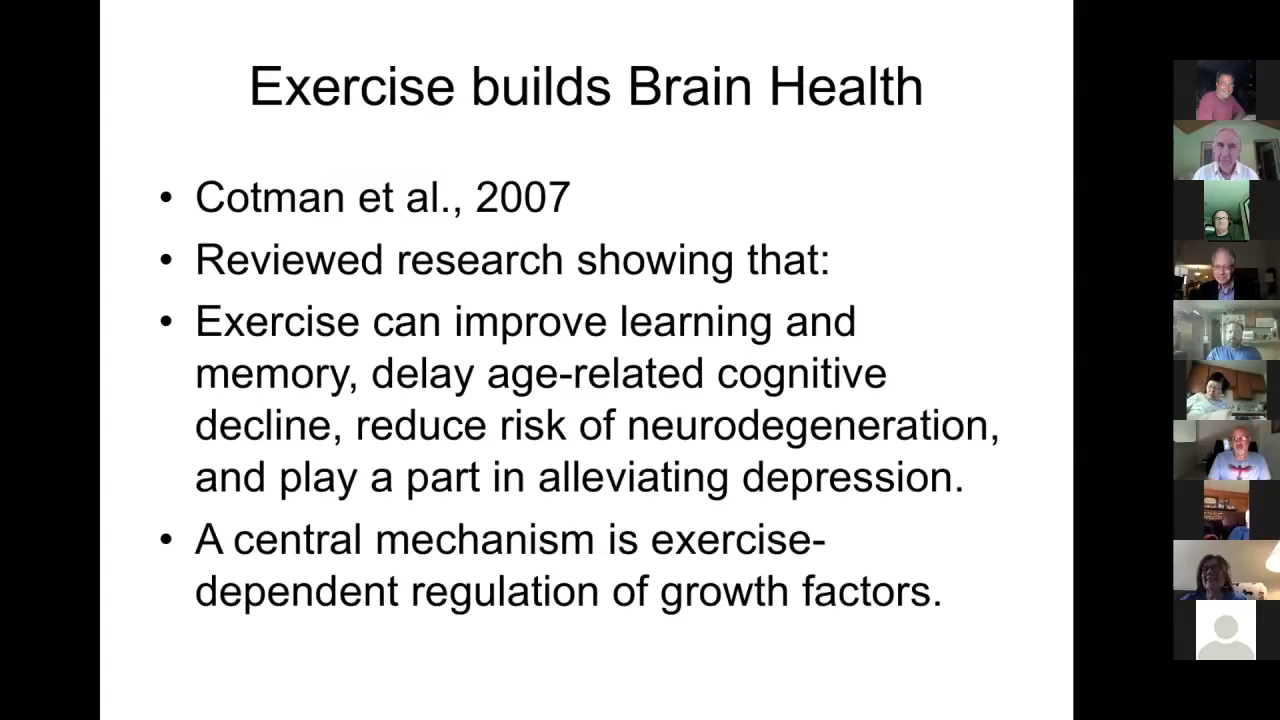 Exercise builds Brain Health
• Cotman et al., 2007
• Reviewed research showing that:
• Exercise can improve learning and
memory, delay age-related cognitive
decline, reduce risk of neurodegeneration,
and play a part in alleviating depression.
• A central mechanism is exercise-
dependent regulation of growth factors.